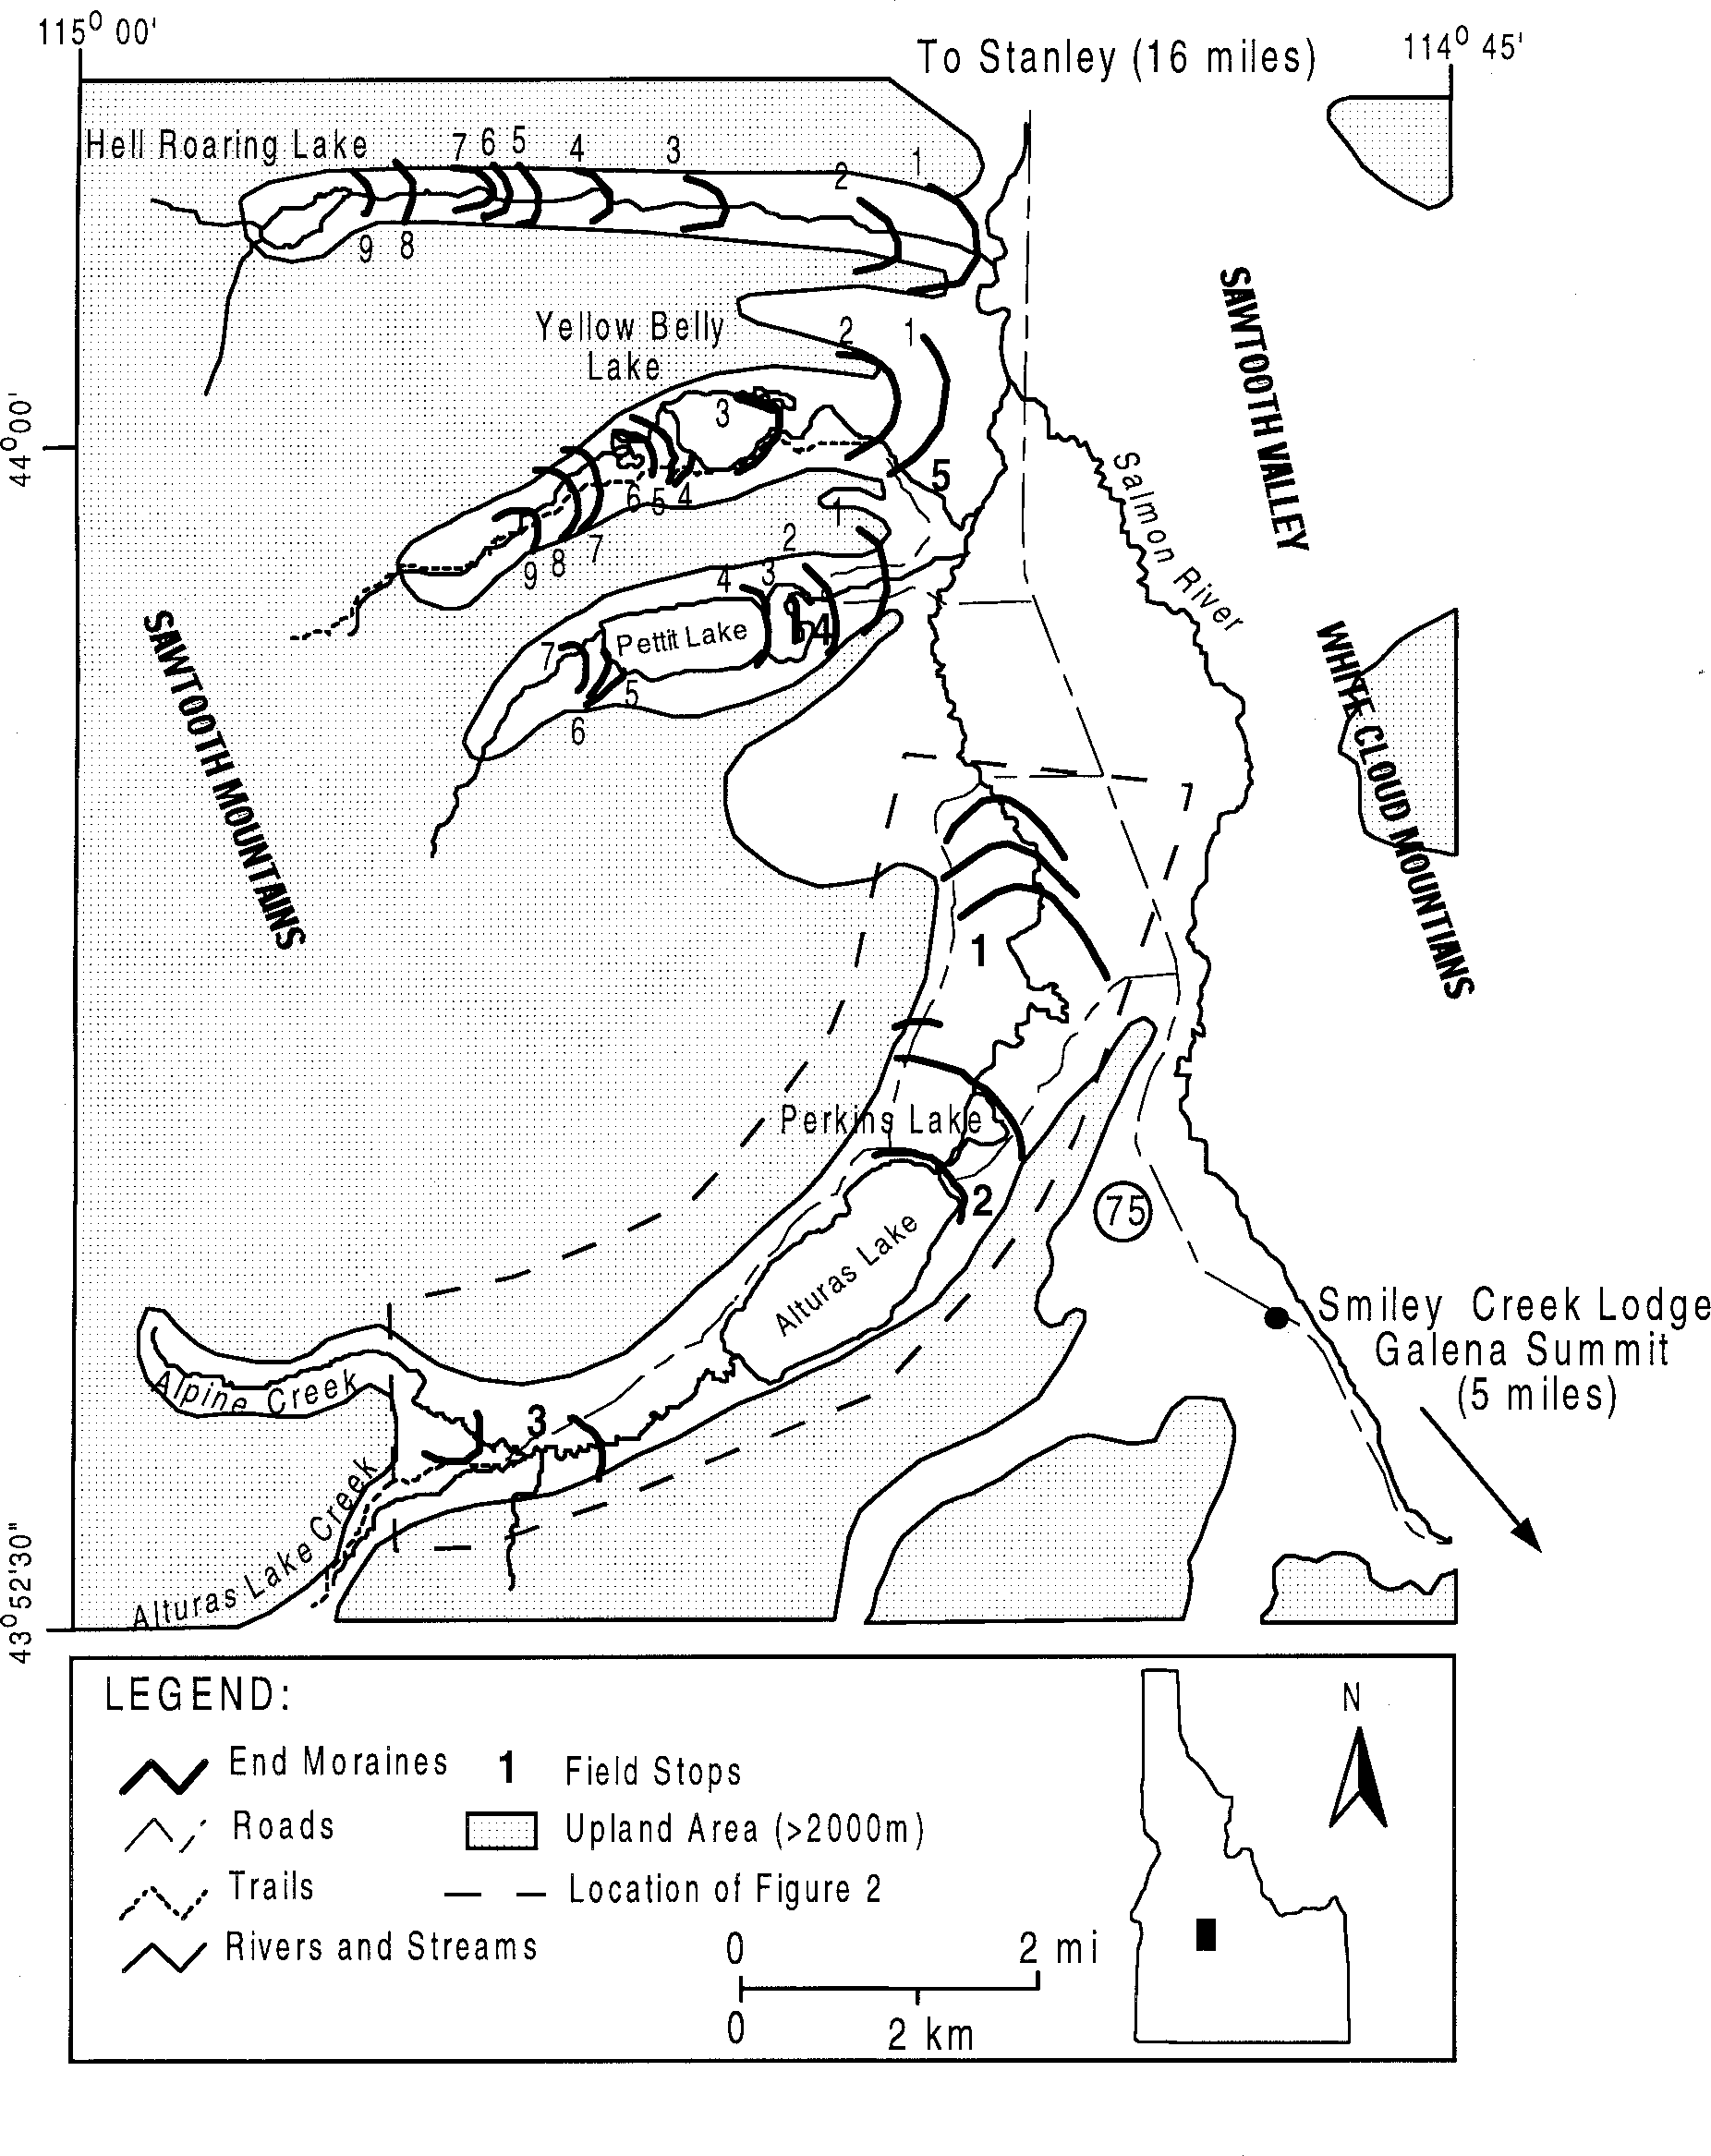 115° 00'
To Stanley (16 miles)
114° 45'
Hell Roaring Lake
7 6 5 4 3 2 1
9 8
Yellow Belly
Lake
2 1
3
44°00'
6 5 4
5
9 8 7
SAWTOOTH VALLEY
Salmon River
1
2
4 3
Pettit Lake
4
7
5
6
SAWTOOTH MOUNTAINS
WHITE CLOUD MOUNTIANS
1
Perkins Lake
2
75
Alturas Lake
Smiley Creek Lodge
Galena Summit
(5 miles)
Alpine Creek
3
Alturas Lake Creek
43°52'30"
LEGEND:
End Moraines
1 Field Stops
Roads
Upland Area (>2000m)
Trails
Location of Figure 2
Rivers and Streams
0 2 mi
0 2 km
N